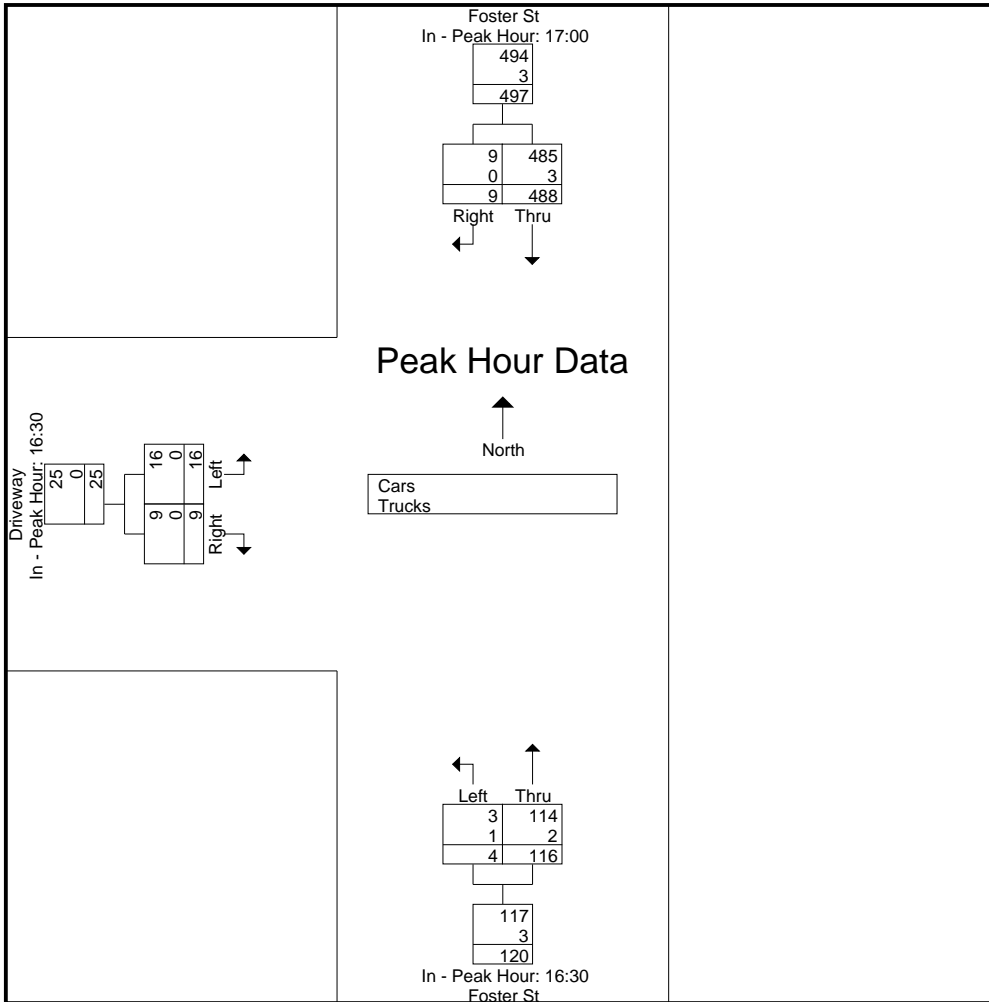 Foster St
In - Peak Hour: 17:00
494
3
497
9 485
0 3
9 488
Right Thru
Peak Hour Data
North
Cars
Trucks
Driveway
In - Peak Hour: 16:30
25
0
25
16
0
16
Left
9
0
9
Right
Left Thru
3 114
1 2
4 116
117
3
120
In - Peak Hour: 16:30
Foster St